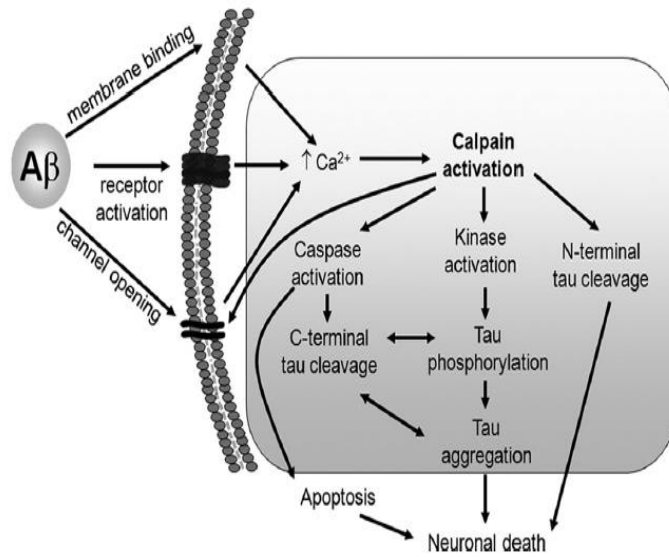 membrane binding
Aβ
receptor
activation
channel opening
↑ Ca²⁺
Calpain
activation
Caspase
activation
Kinase
activation
N-terminal
tau cleavage
C-terminal
tau cleavage
Tau
phosphorylation
Tau
aggregation
Apoptosis
Neuronal death